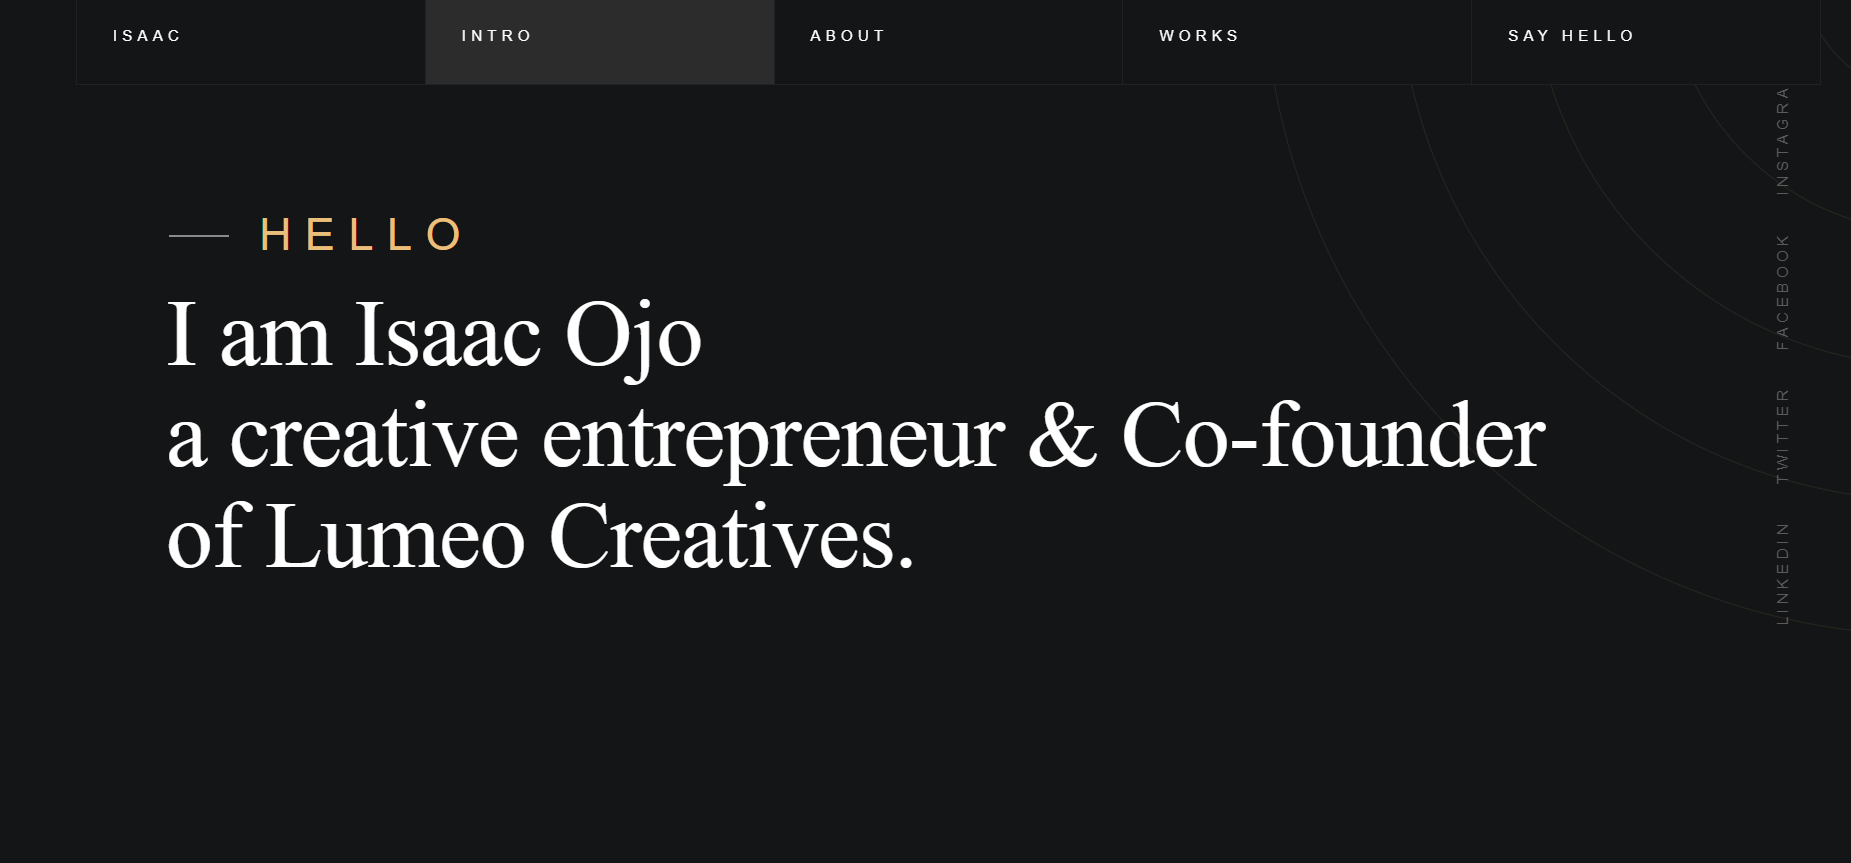 ISAAC
INTRO
ABOUT
WORKS
SAY HELLO
HELLO
I am Isaac Ojo
a creative entrepreneur & Co-founder
of Lumeo Creatives.
LINKEDIN
TWITTER
FACEBOOK
INSTAGRA